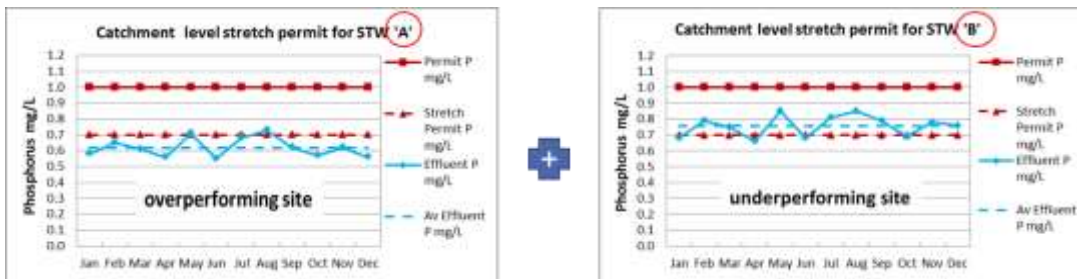 Catchment level stretch permit for STW 'A'
Phosphorus mg/L
1.2
1.1
1.0
0.9
0.8
0.7
0.6
0.5
0.4
0.3
0.2
0.1
0.0
overperforming site
Jan Feb Mar Apr May Jun Jul Aug Sep Oct Nov Dec
Permit P
mg/L
Stretch
Permit P
mg/L
Effluent P
mg/L
Av Effluent
P mg/L
Catchment level stretch permit for STW 'B'
Phosphorus mg/L
1.2
1.1
1.0
0.9
0.8
0.7
0.6
0.5
0.4
0.3
0.2
0.1
0.0
underperforming site
Jan Feb Mar Apr May Jun Jul Aug Sep Oct Nov Dec
Permit P
mg/L
Stretch
Permit P
mg/L
Effluent P
mg/L
Av Effluent
P mg/L